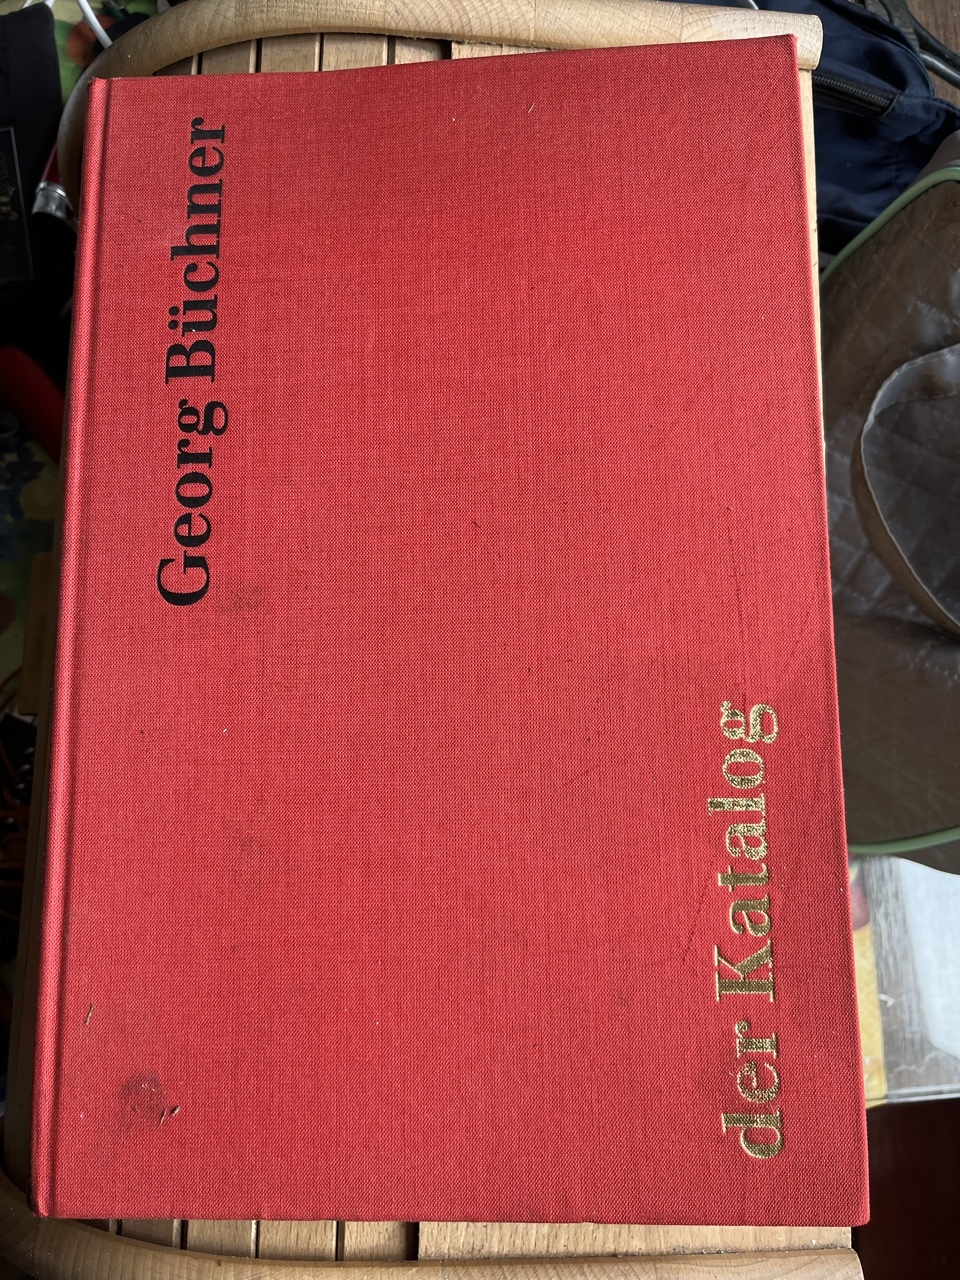 Georg Büchner
der Katalog